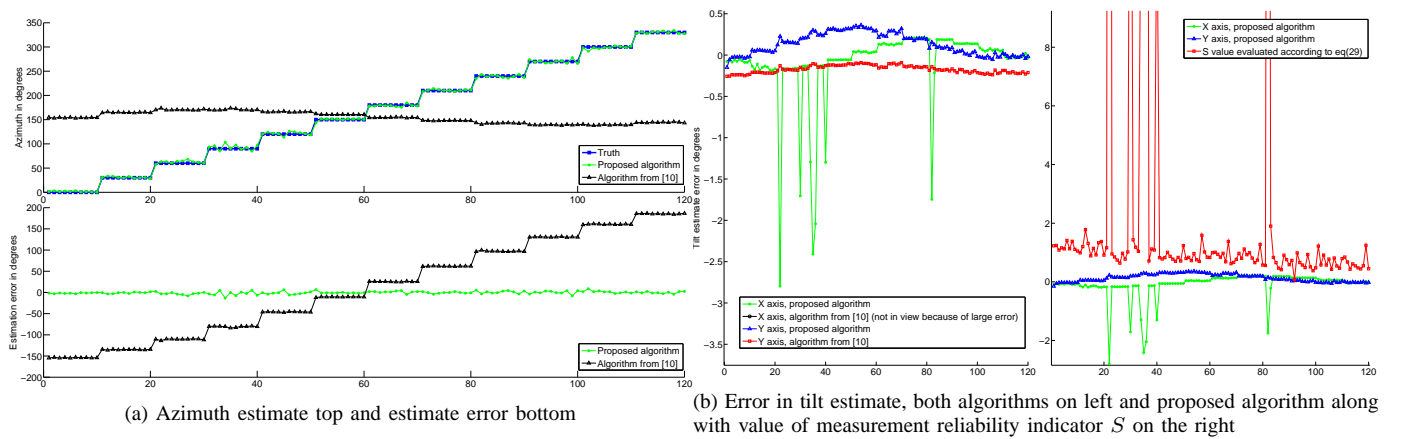 350
300
250
200
150
100
50
0
Azimuth in degrees
Truth
Proposed algorithm
Algorithm from [10]
0 20 40 60 80 100 120
200
150
100
50
0
−50
−100
−150
−200
Estimation error in degrees
Proposed algorithm
Algorithm from [10]
0 20 40 60 80 100 120
(a) Azimuth estimate top and estimate error bottom
0.5
0
−0.5
−1
−1.5
−2
−2.5
−3
−3.5
Tilt estimate error in degrees
X axis, proposed algorithm
X axis, algorithm from [10] (not in view because of large error)
Y axis, proposed algorithm
Y axis, algorithm from [10]
0 20 40 60 80 100 120
8
6
4
2
0
−2
X axis, proposed algorithm
Y axis, proposed algorithm
S value evaluated according to eq(29)
20 40 60 80 100 120
(b) Error in tilt estimate, both algorithms on left and proposed algorithm along
with value of measurement reliability indicator S on the right